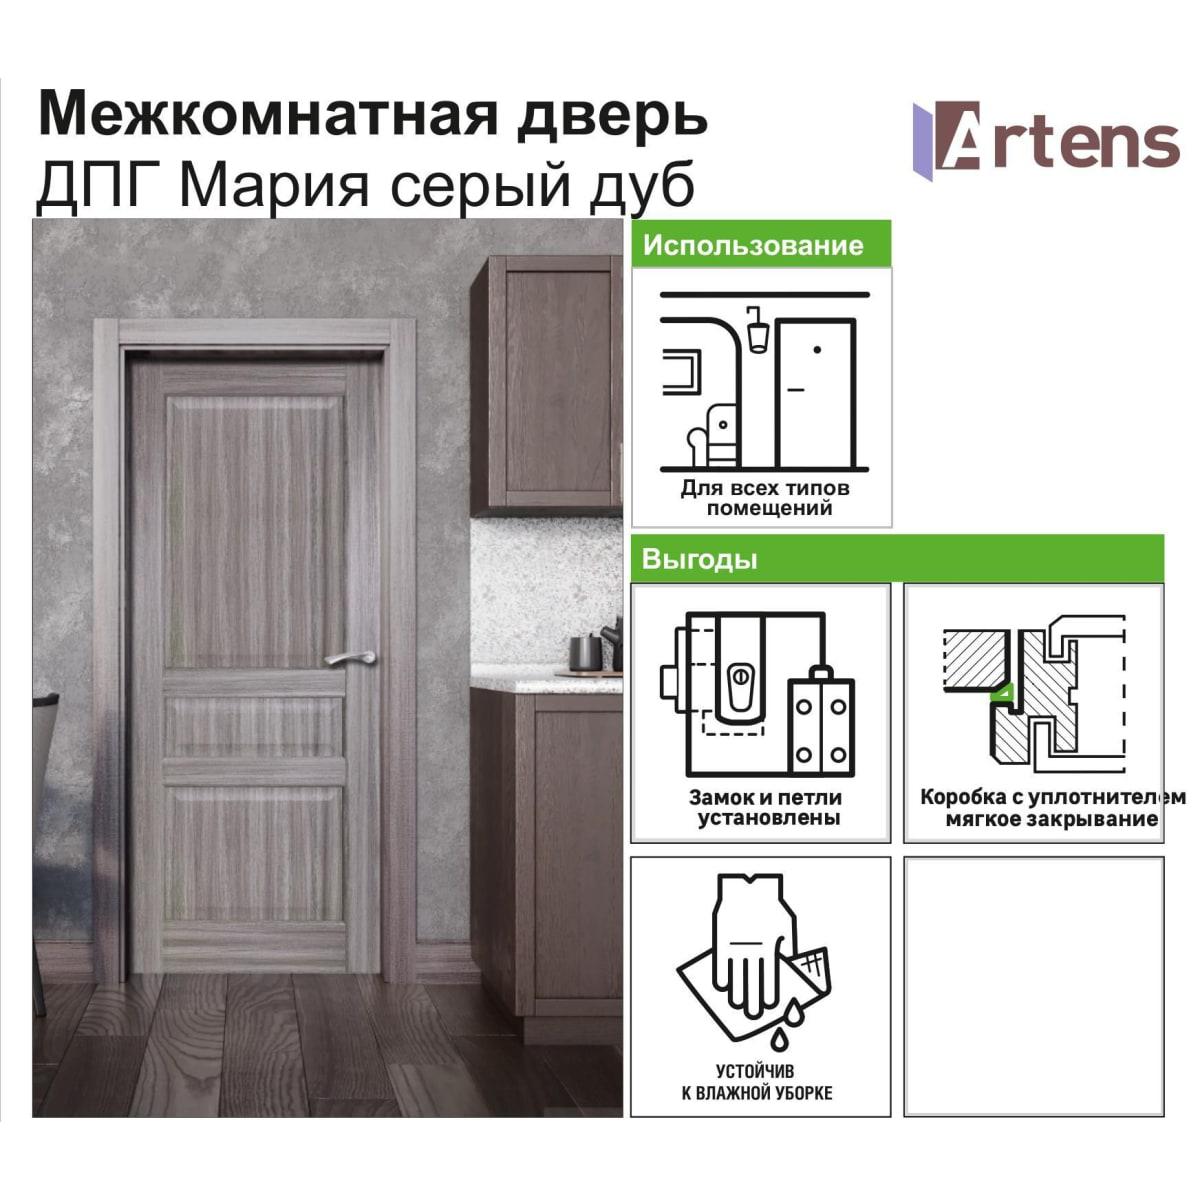 Межкомнатная дверь
ДПГ Мария серый дуб
Artens
Использование
Для всех типов
помещений
Выгоды
Замок и петли
установлены
Коробка с уплотнителем
мягкое закрывание
УСТОЙЧИВ
К ВЛАЖНОЙ УБОРКЕ